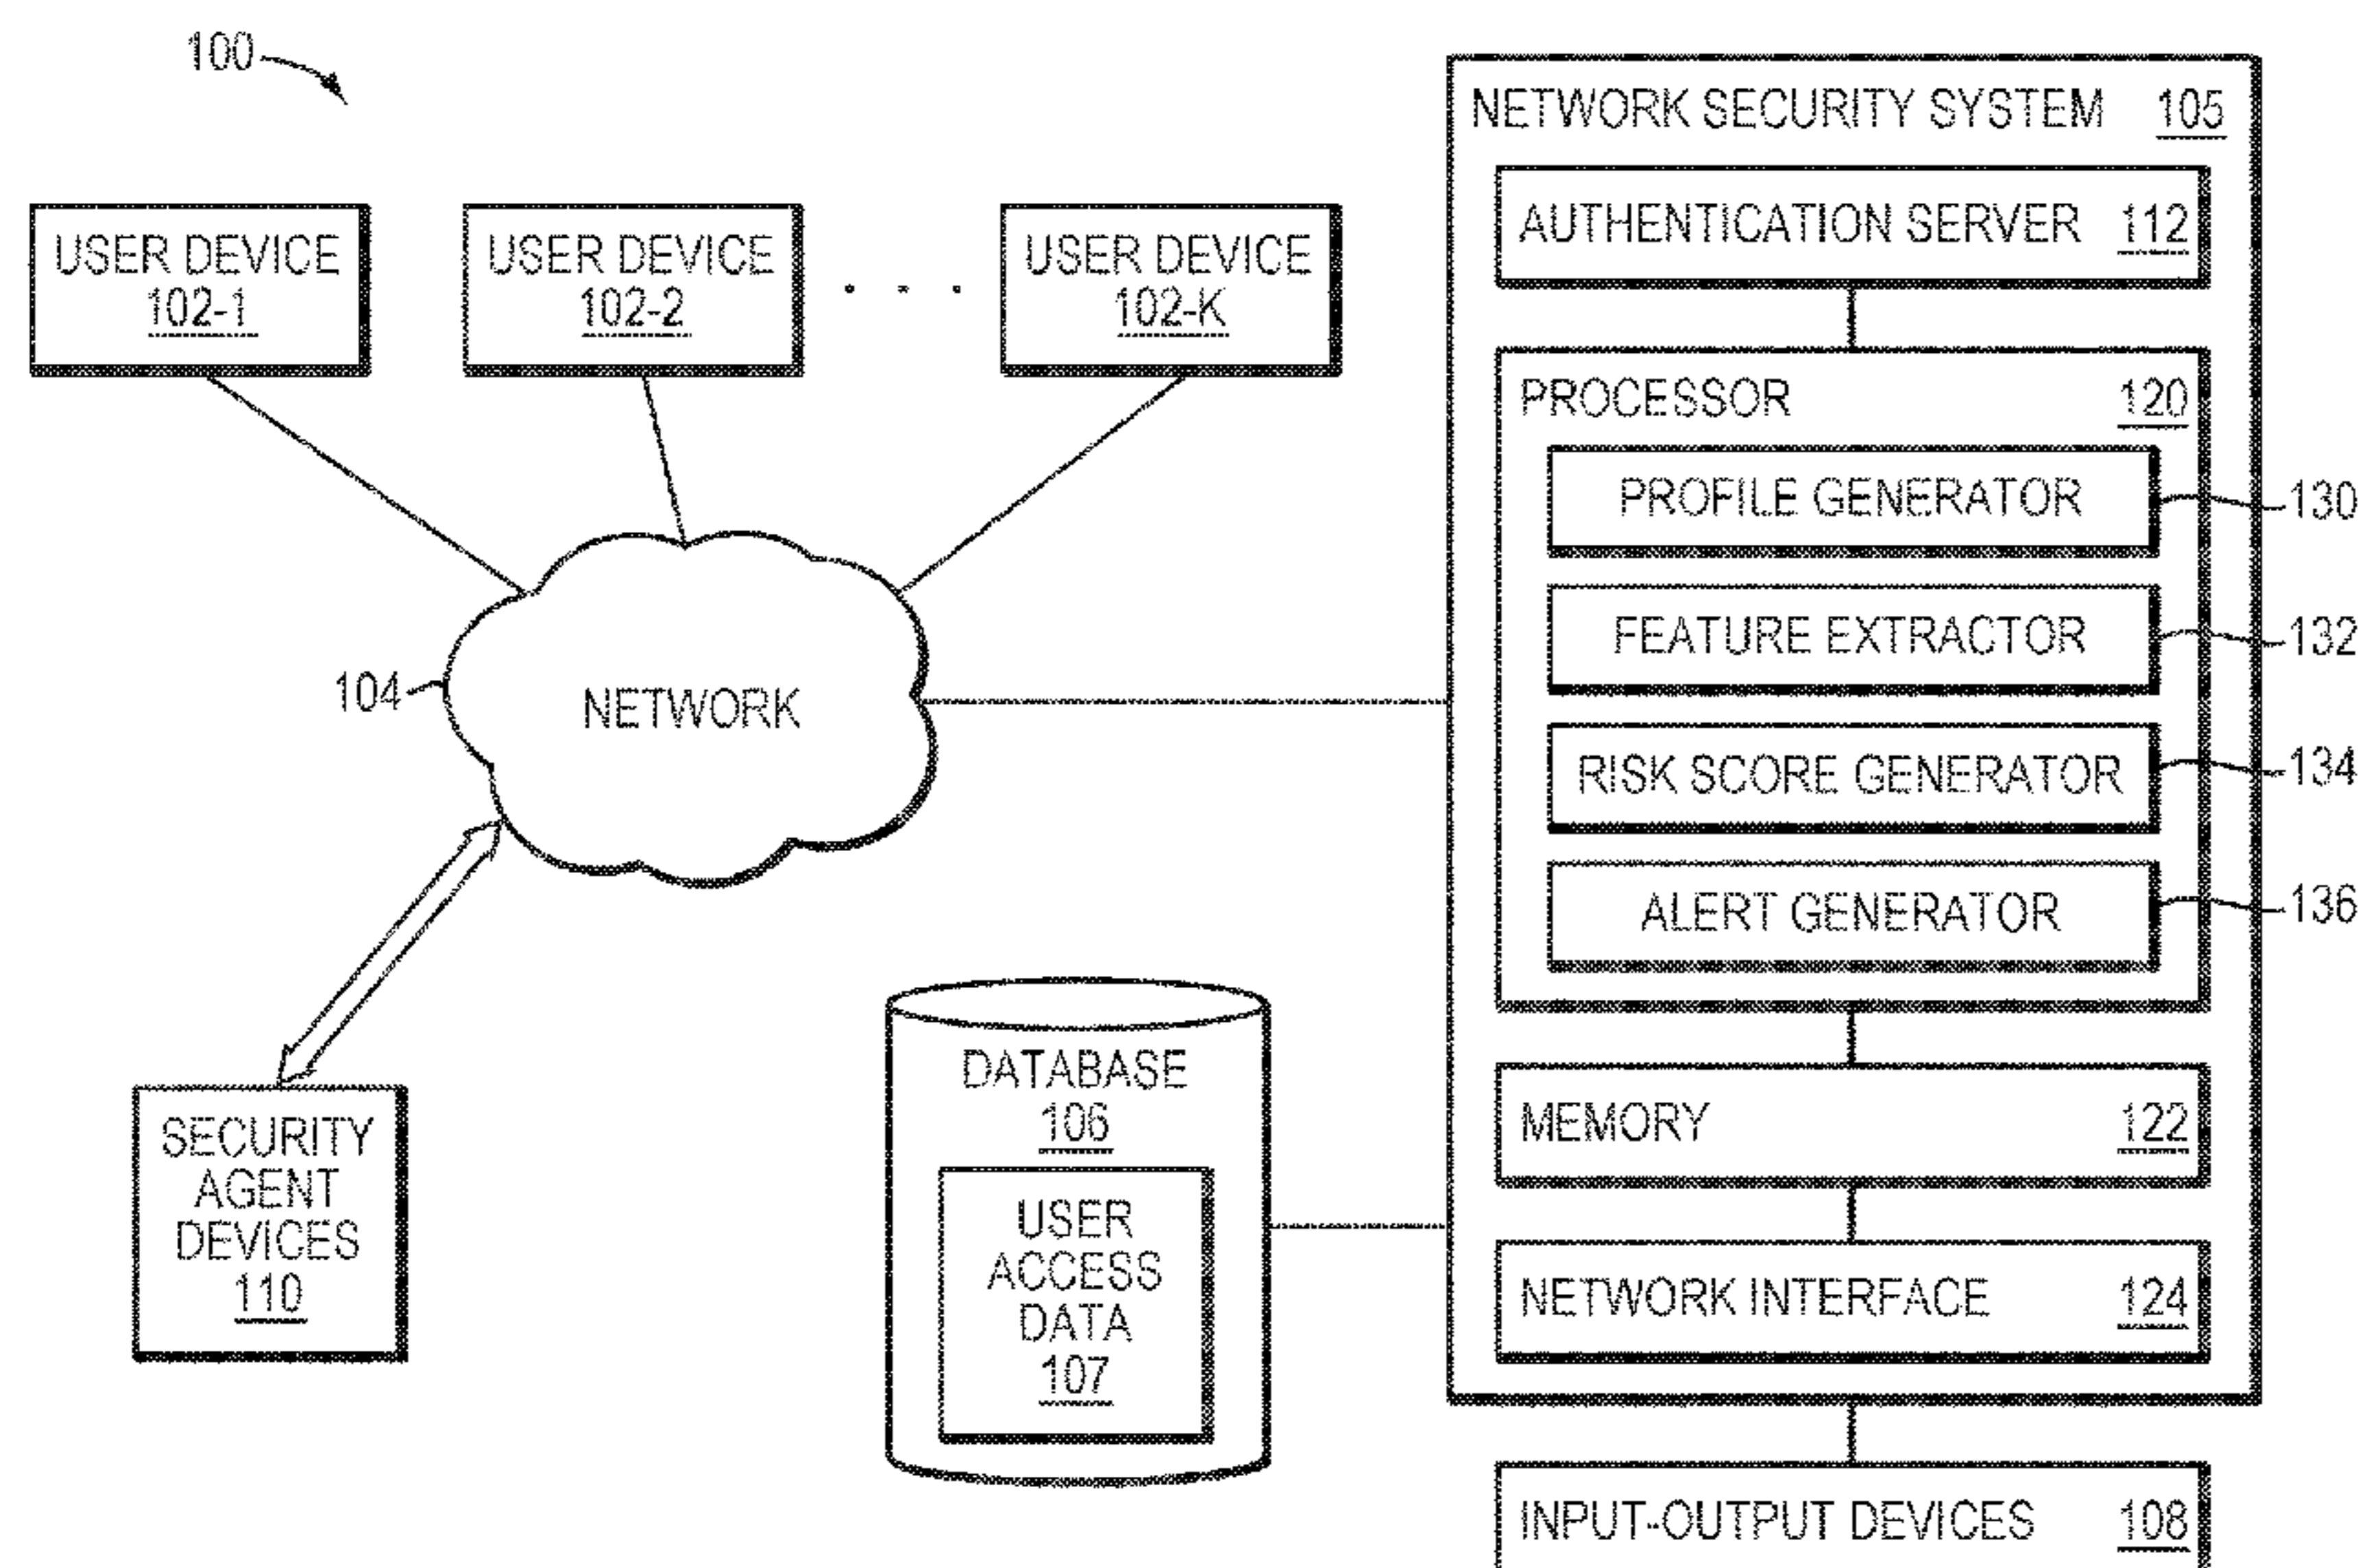 100
NETWORK SECURITY SYSTEM 105
AUTHENTICATION SERVER 112
USER DEVICE
102-1
USER DEVICE
102-2
. . .
USER DEVICE
102-K
PROCESSOR 120
PROFILE GENERATOR
130
FEATURE EXTRACTOR
132
RISK SCORE GENERATOR
134
ALERT GENERATOR
136
104
NETWORK
SECURITY
AGENT
DEVICES
110
DATABASE
106
USER
ACCESS
DATA
107
MEMORY 122
NETWORK INTERFACE 124
INPUT-OUTPUT DEVICES 108